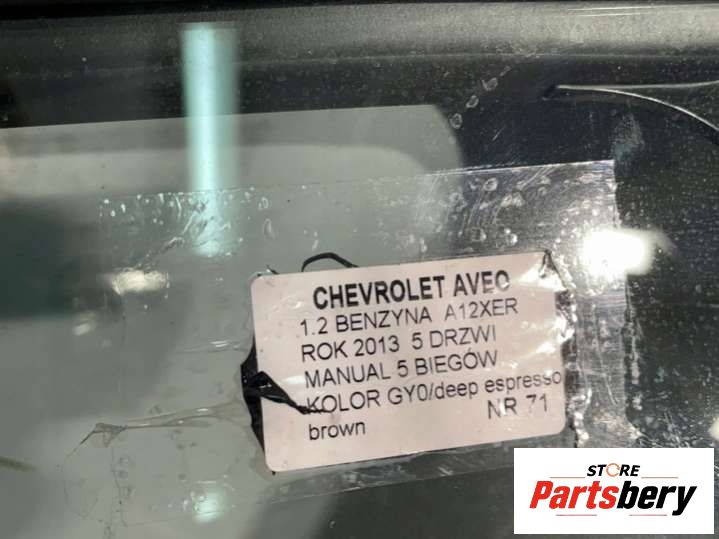 CHEVROLET AVEO
1.2 BENZYNA A12XER
ROK 2013 5 DRZWI
MANUAL 5 BIEGÓW
KOLOR GY0/deep espresso
brown NR 71
STORE
Partsbery